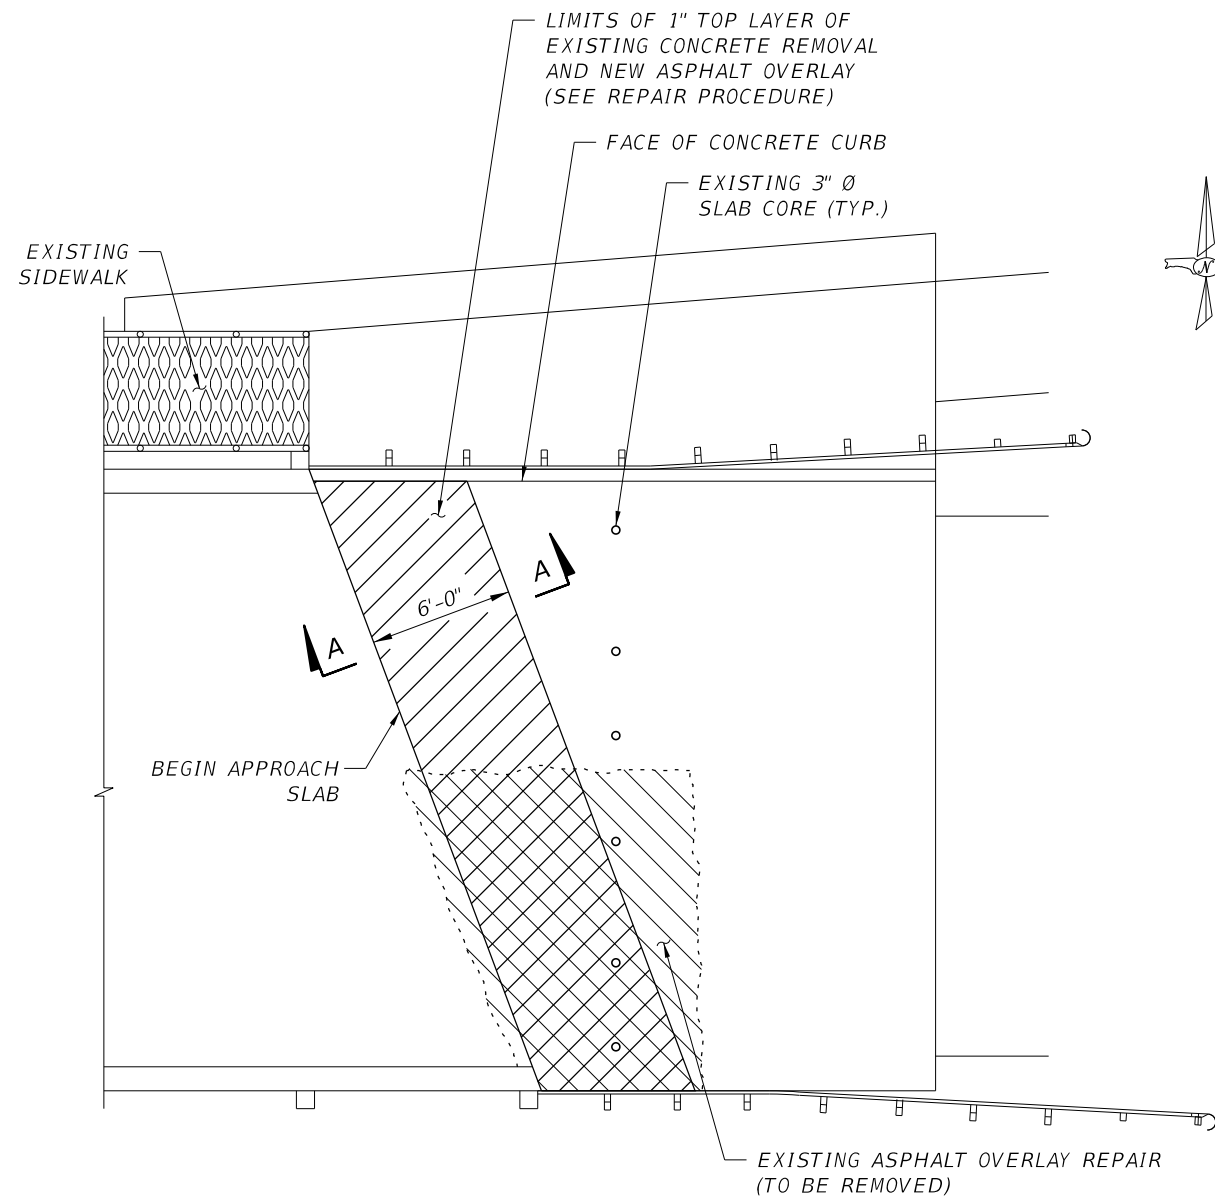 LIMITS OF 1" TOP LAYER OF
EXISTING CONCRETE REMOVAL
AND NEW ASPHALT OVERLAY
(SEE REPAIR PROCEDURE)
FACE OF CONCRETE CURB
EXISTING 3" Ø
SLAB CORE (TYP.)
EXISTING
SIDEWALK
N
A
6'-0"
A
BEGIN APPROACH
SLAB
EXISTING ASPHALT OVERLAY REPAIR
(TO BE REMOVED)